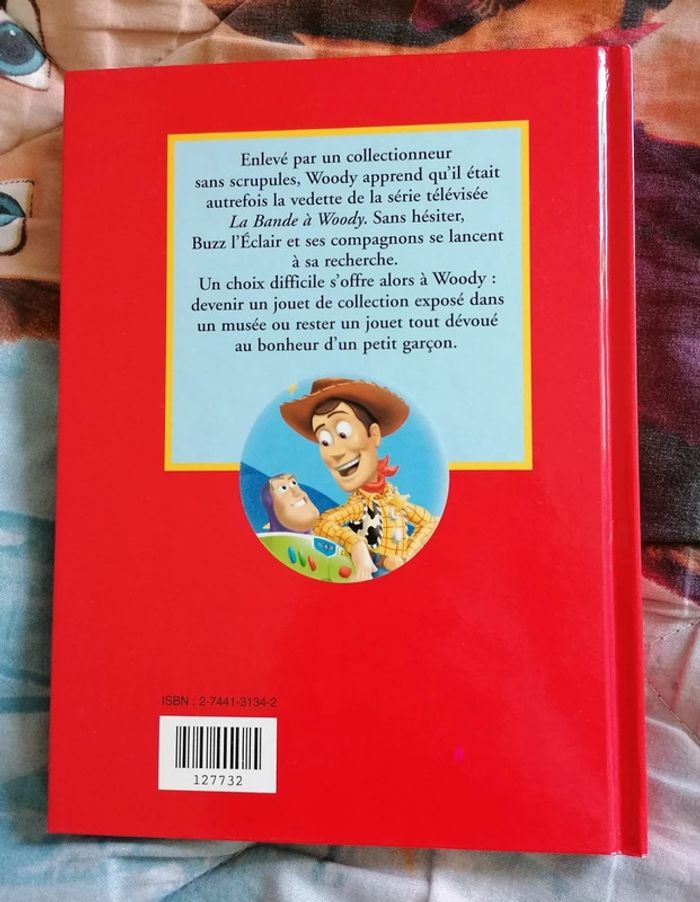 Enlevé par un collectionneur
sans scrupules, Woody apprend qu’il était
autrefois la vedette de la série télévisée
La Bande à Woody. Sans hésiter,
Buzz l’Éclair et ses compagnons se lancent
à sa recherche.
Un choix difficile s’offre alors à Woody :
devenir un jouet de collection exposé dans
un musée ou rester un jouet tout dévoué
au bonheur d’un petit garçon.
ISBN : 2-7441-3134-2
127732